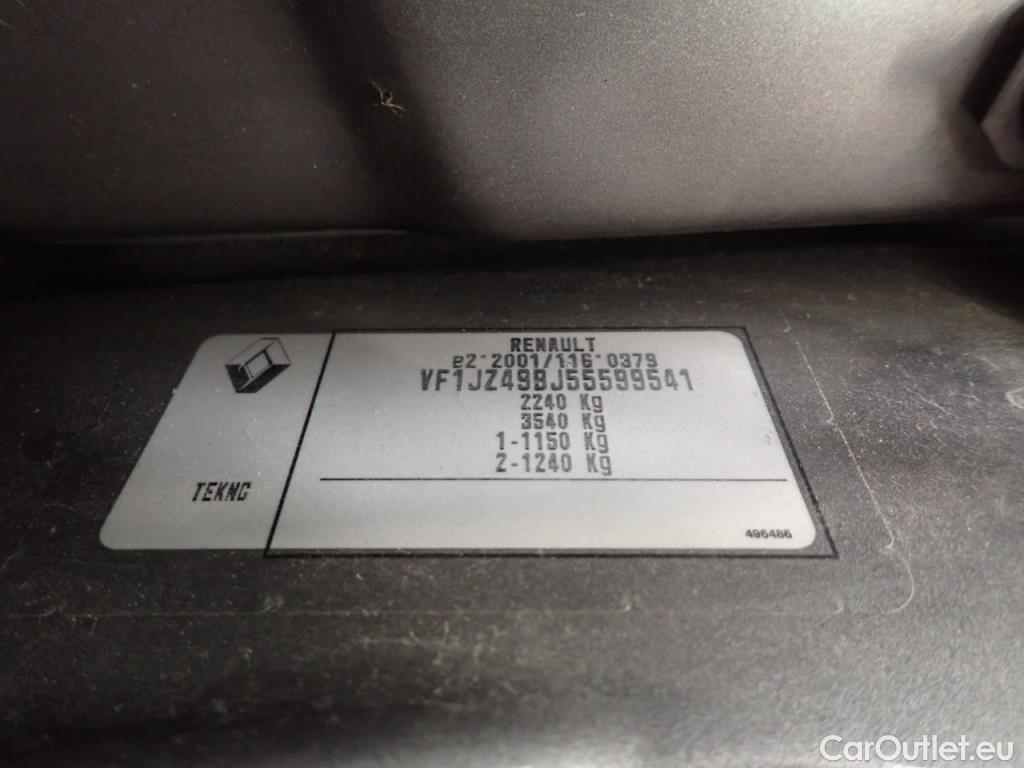 RENAULT
e2*2001/116*0379
VF1JZ49BJ55599541
2240 Kg
3540 Kg
1-1150 Kg
2-1240 Kg
TEKNG
496486
CarOutlet.eu